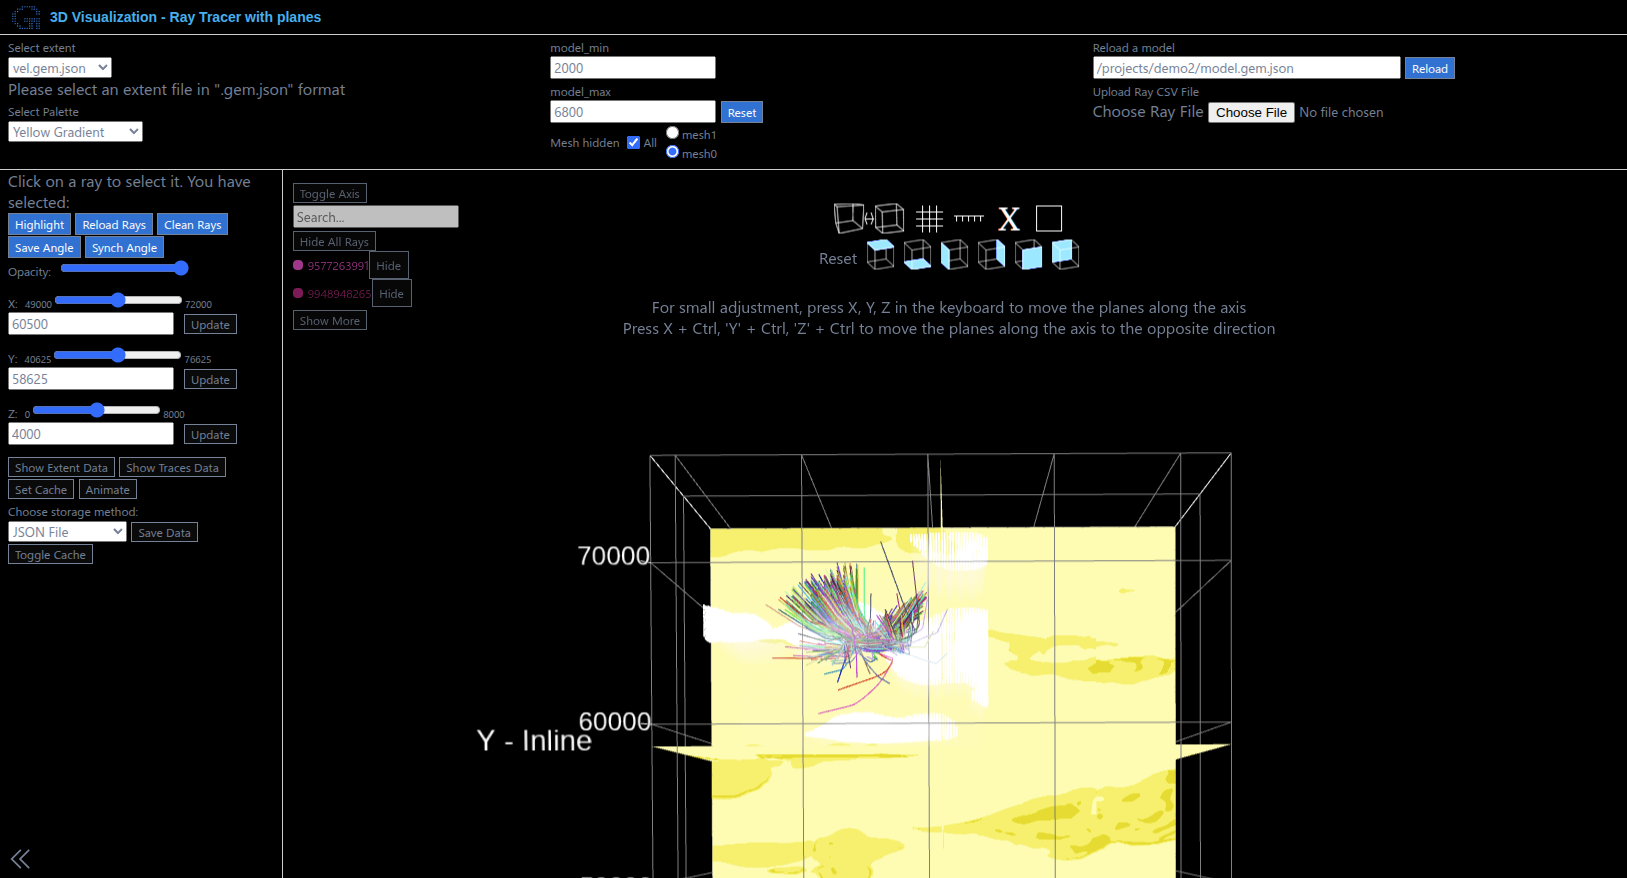 3D Visualization - Ray Tracer with planes
Select extent
vel.gem.json
Please select an extent file in ".gem.json" format
Select Palette
Yellow Gradient
model_min
2000
model_max
6800
Reset
Mesh hidden
All
mesh1
mesh0
Reload a model
/projects/demo2/model.gem.json
Reload
Upload Ray CSV File
Choose Ray File
Choose File
No file chosen
Click on a ray to select it. You have
selected:
Highlight
Reload Rays
Clean Rays
Save Angle
Synch Angle
Opacity:
X: 49000
72000
60500
Update
Y: 40625
76625
58625
Update
Z: 0
8000
4000
Update
Show Extent Data
Show Traces Data
Set Cache
Animate
Choose storage method:
JSON File
Save Data
Toggle Cache
Toggle Axis
Search...
Hide All Rays
9577263991
Hide
9948948265
Hide
Show More
X
Reset
For small adjustment, press X, Y, Z in the keyboard to move the planes along the axis
Press X + Ctrl, 'Y' + Ctrl, 'Z' + Ctrl to move the planes along the axis to the opposite direction
70000
60000
Y - Inline